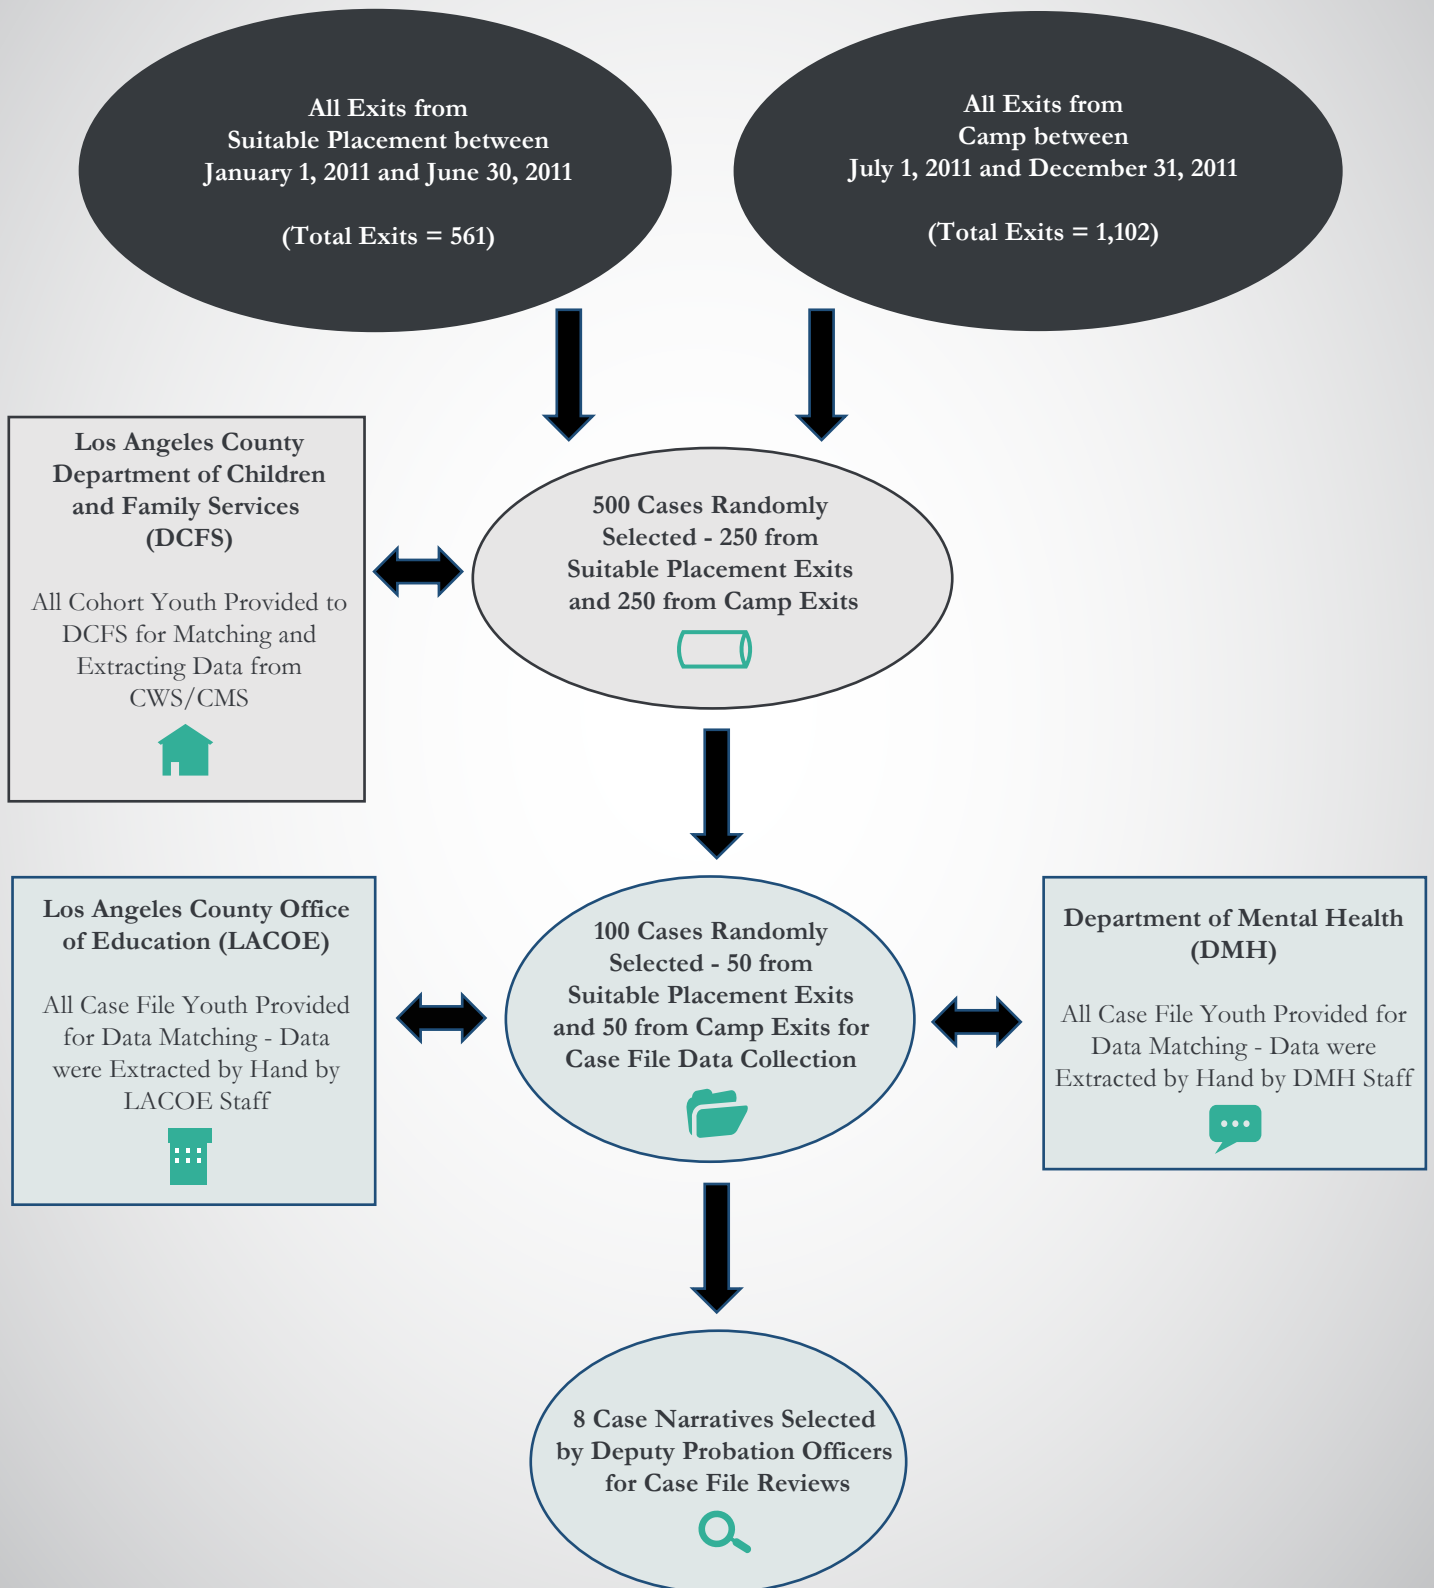 All Exits from
Suitable Placement between
January 1, 2011 and June 30, 2011
(Total Exits = 561)
All Exits from
Camp between
July 1, 2011 and December 31, 2011
(Total Exits = 1,102)
Los Angeles County
Department of Children
and Family Services
(DCFS)
All Cohort Youth Provided to
DCFS for Matching and
Extracting Data from
CWS/CMS
500 Cases Randomly
Selected - 250 from
Suitable Placement Exits
and 250 from Camp Exits
Los Angeles County Office
of Education (LACOE)
All Case File Youth Provided
for Data Matching - Data
were Extracted by Hand by
LACOE Staff
100 Cases Randomly
Selected - 50 from
Suitable Placement Exits
and 50 from Camp Exits for
Case File Data Collection
Department of Mental Health
(DMH)
All Case File Youth Provided for
Data Matching - Data were
Extracted by Hand by DMH Staff
8 Case Narratives Selected
by Deputy Probation Officers
for Case File Reviews